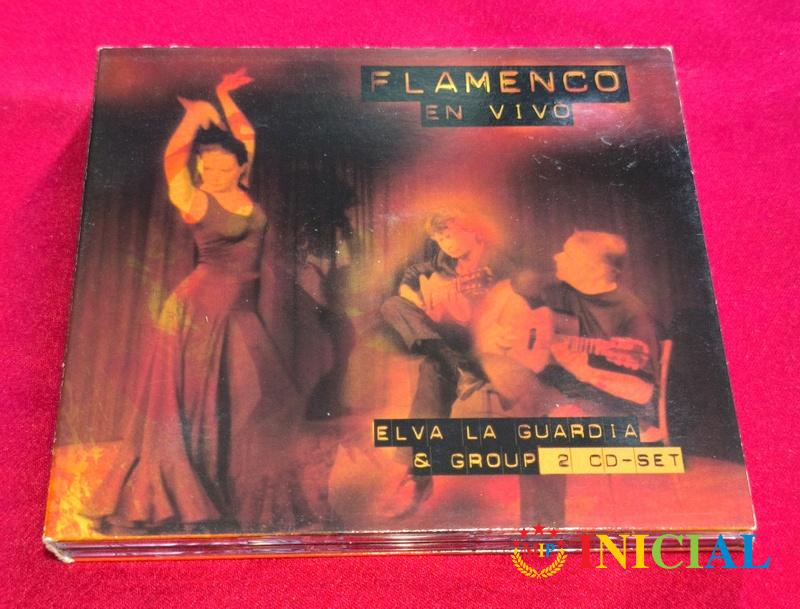 FLAMENCO
EN VIVO
ELVA LA GUARDIA
& GROUP 2 CD-SET
INICIAL